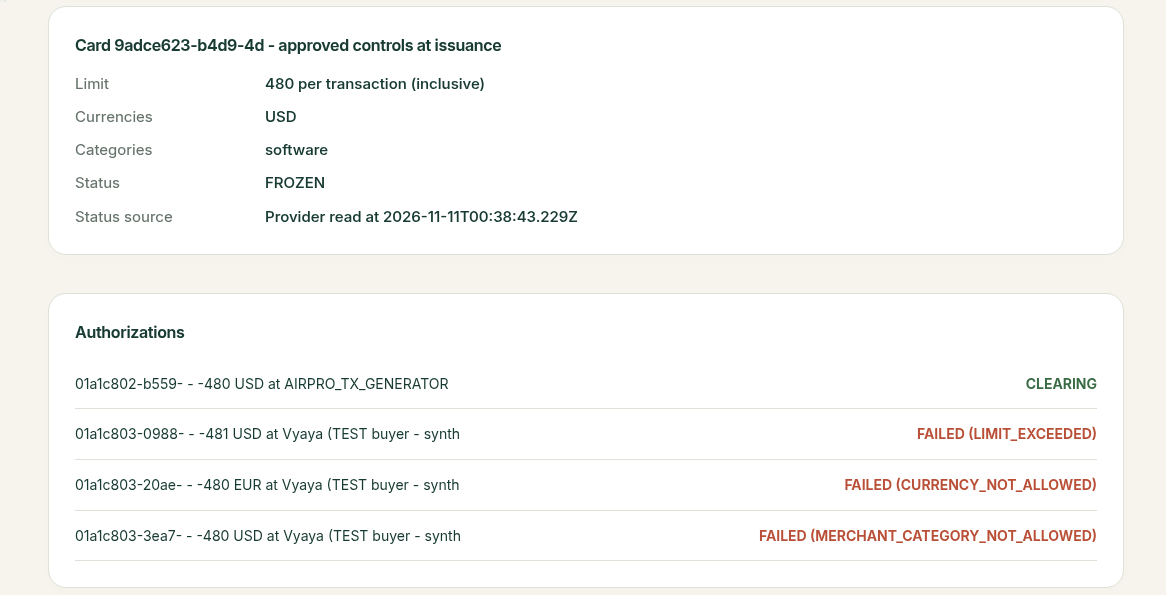 Card 9adce623-b4d9-4d - approved controls at issuance
Limit 480 per transaction (inclusive)
Currencies USD
Categories software
Status FROZEN
Status source Provider read at 2026-11-11T00:38:43.229Z
Authorizations
01a1c802-b559- - -480 USD at AIRPRO_TX_GENERATOR CLEARING
01a1c803-0988- - -481 USD at Vyaya (TEST buyer - synth FAILED (LIMIT_EXCEEDED)
01a1c803-20ae- - -480 EUR at Vyaya (TEST buyer - synth FAILED (CURRENCY_NOT_ALLOWED)
01a1c803-3ea7- - -480 USD at Vyaya (TEST buyer - synth FAILED (MERCHANT_CATEGORY_NOT_ALLOWED)